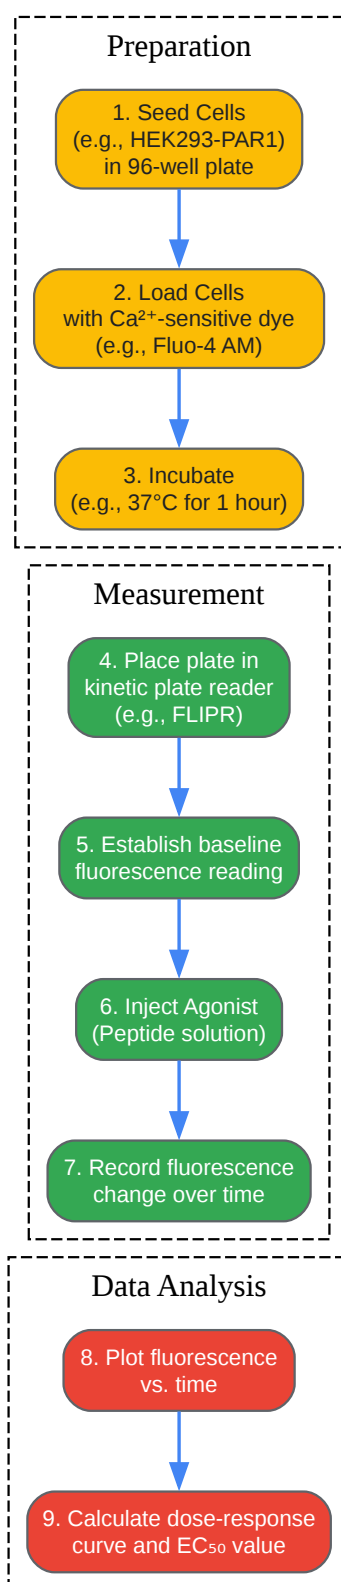 Preparation
1. Seed Cells
(e.g., HEK293-PAR1)
in 96-well plate
2. Load Cells
with Ca²⁺-sensitive dye
(e.g., Fluo-4 AM)
3. Incubate
(e.g., 37°C for 1 hour)
Measurement
4. Place plate in
kinetic plate reader
(e.g., FLIPR)
5. Establish baseline
fluorescence reading
6. Inject Agonist
(Peptide solution)
7. Record fluorescence
change over time
Data Analysis
8. Plot fluorescence
vs. time
9. Calculate dose-response
curve and EC₅₀ value